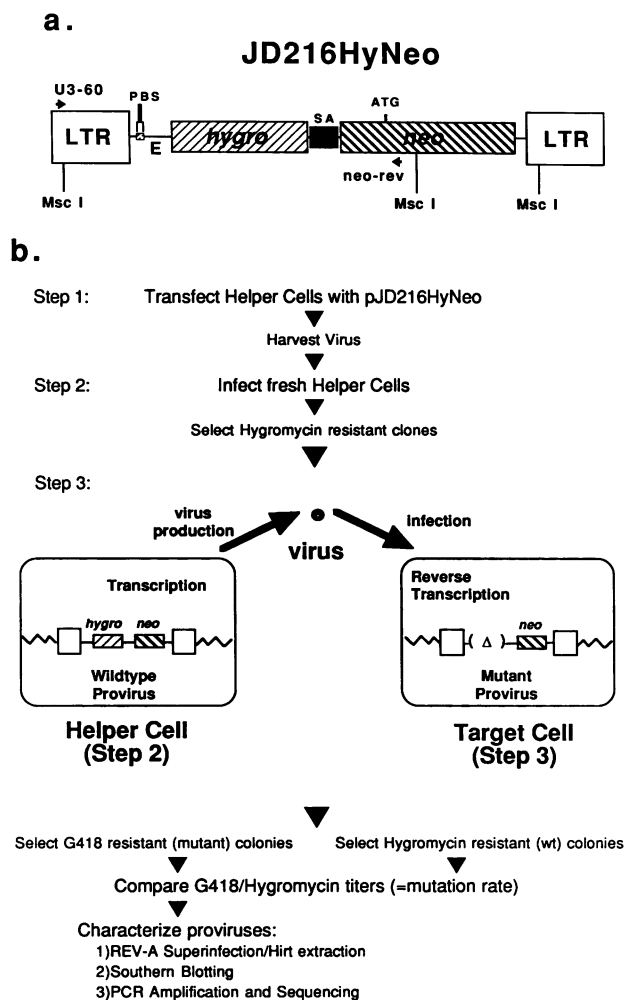 a.
JD216HyNeo
U3-60
PBS
SA
ATG
LTR
E
hygro
neo
LTR
neo-rev
Msc I
Msc I
Msc I
b.
Step 1:
Transfect Helper Cells with pJD216HyNeo
Harvest Virus
Step 2:
Infect fresh Helper Cells
Select Hygromycin resistant clones
Step 3:
virus
production
infection
virus
Transcription
hygro
neo
Wildtype
Provirus
Helper Cell
(Step 2)
Reverse
Transcription
( Δ )
neo
Mutant
Provirus
Target Cell
(Step 3)
Select G418 resistant (mutant) colonies
Select Hygromycin resistant (wt) colonies
Compare G418/Hygromycin titers (=mutation rate)
Characterize proviruses:
1)REV-A Superinfection/Hirt extraction
2)Southern Blotting
3)PCR Amplification and Sequencing